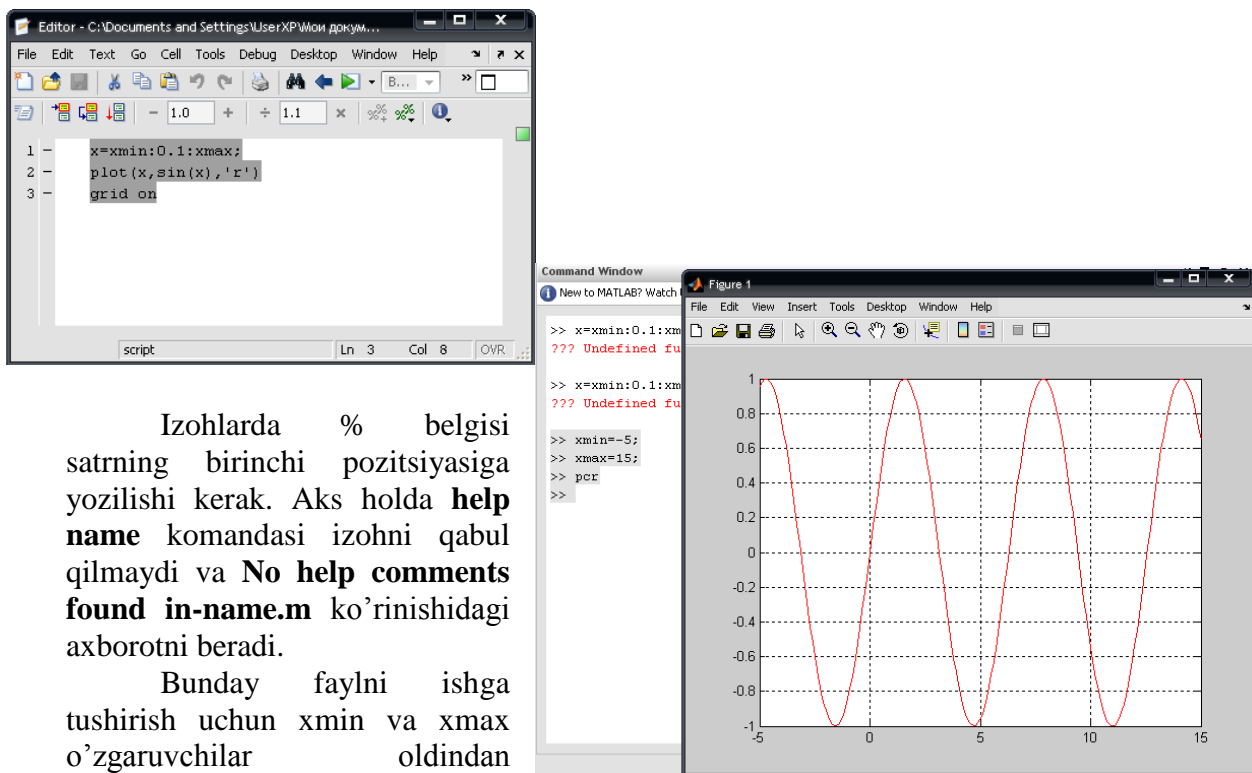 Editor - C:\Documents and Settings\UserXP\Мои докум...
File Edit Text Go Cell Tools Debug Desktop Window Help
B...
- 1.0 + ÷ 1.1 ×
1 - x=xmin:0.1:xmax;
2 - plot(x,sin(x),'r')
3 - grid on
script Ln 3 Col 8 OVR
Izohlarda % belgisi
satrning birinchi pozitsiyasiga
yozilishi kerak. Aks holda help
name komandasi izohni qabul
qilmaydi va No help comments
found in-name.m ko’rinishidagi
axborotni beradi.
Bunday faylni ishga
tushirish uchun xmin va xmax
o’zgaruvchilar oldindan
Command Window
New to MATLAB? Watch
>> x=xmin:0.1:xm
??? Undefined fu
>> x=xmin:0.1:xm
??? Undefined fu
>> xmin=-5;
>> xmax=15;
>> pcr
>>
Figure 1
File Edit View Insert Tools Desktop Window Help
1
0.8
0.6
0.4
0.2
0
-0.2
-0.4
-0.6
-0.8
-1
-5 0 5 10 15